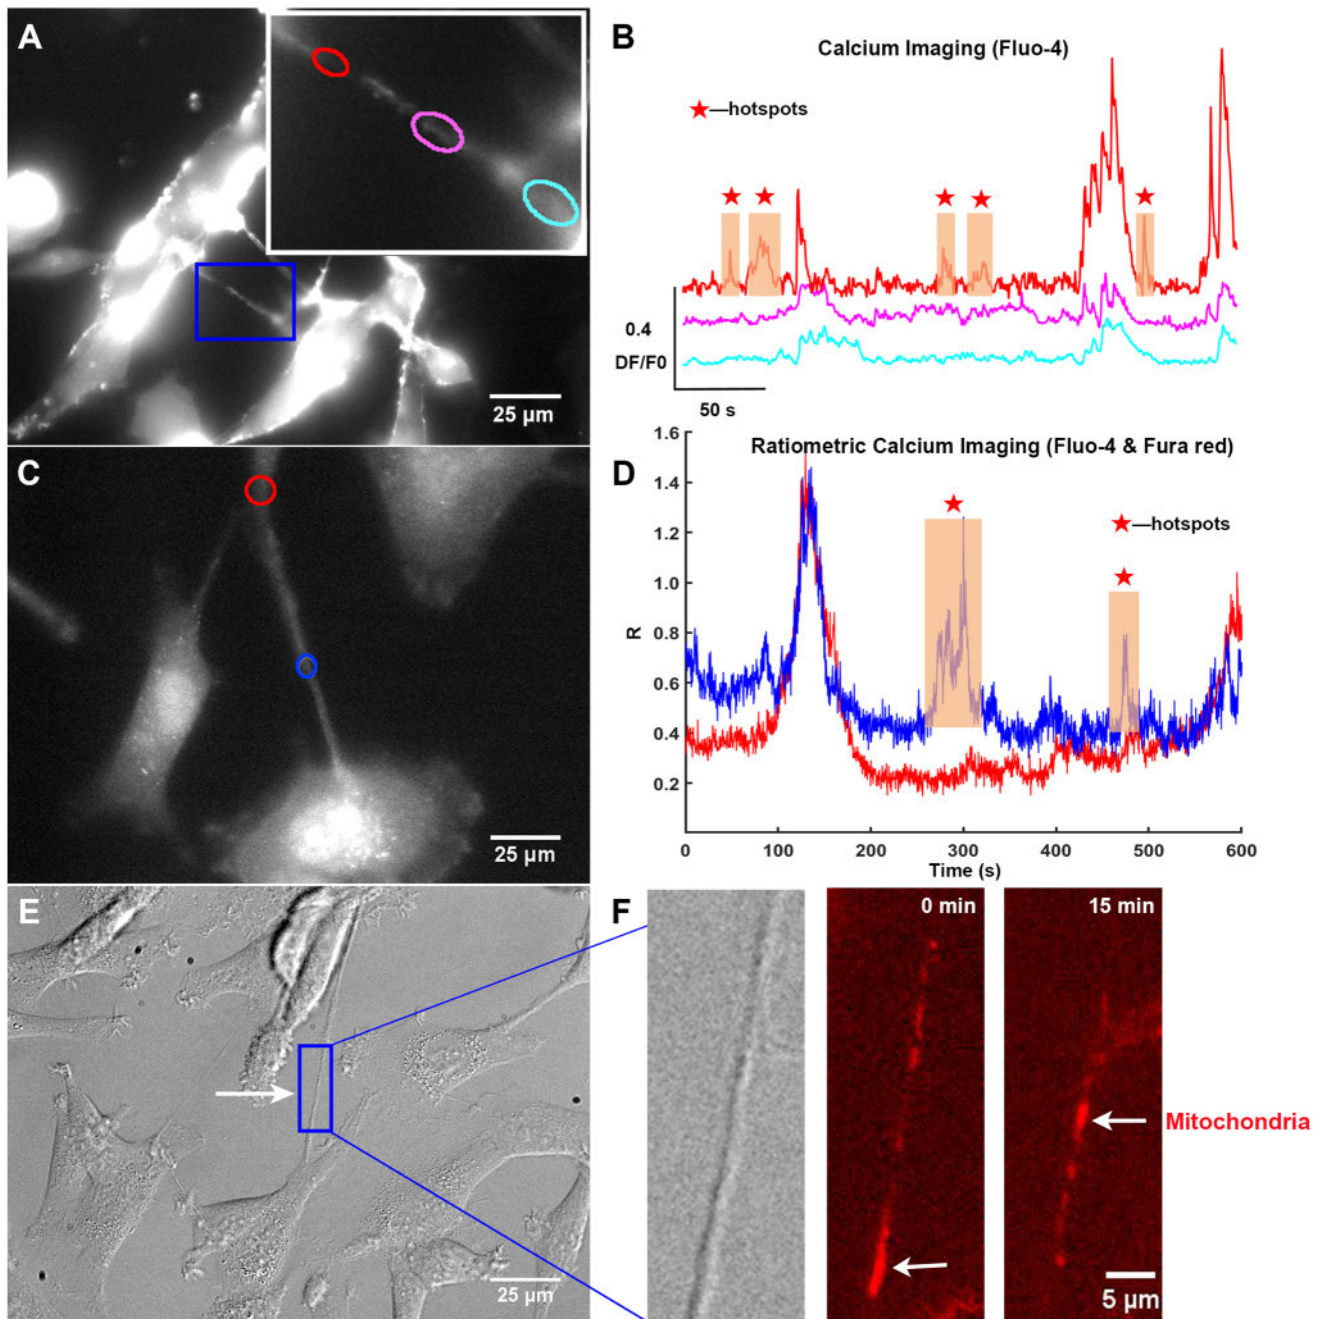 A
25 µm
B
Calcium Imaging (Fluo-4)
★—hotspots
0.4
DF/F0
50 s
C
25 µm
D
Ratiometric Calcium Imaging (Fluo-4 & Fura red)
★—hotspots
1.6
1.4
1.2
1.0
0.8
0.6
0.4
0.2
0
R
0 100 200 300 400 500 600
Time (s)
E
25 µm
F
0 min
15 min
Mitochondria
5 µm